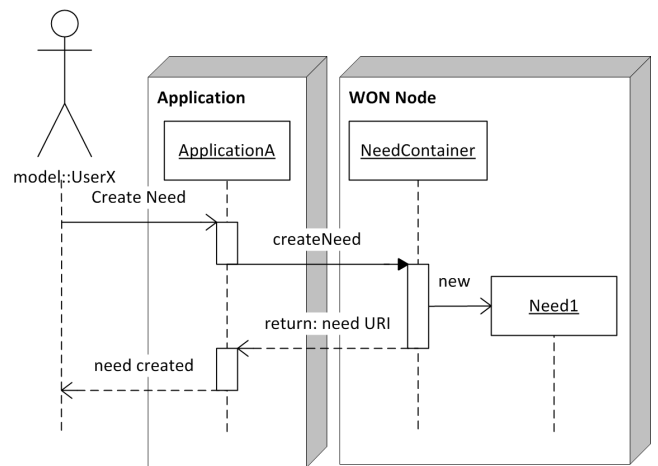 Application
WON Node
ApplicationA
NeedContainer
model::UserX
Create Need
createNeed
new
Need1
return: need URI
need created